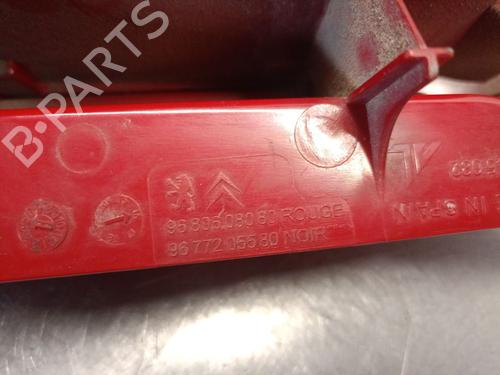 B-PARTS
96 805 080 80 ROUGE
96 772 055 80 NOIR
IN SPAIN